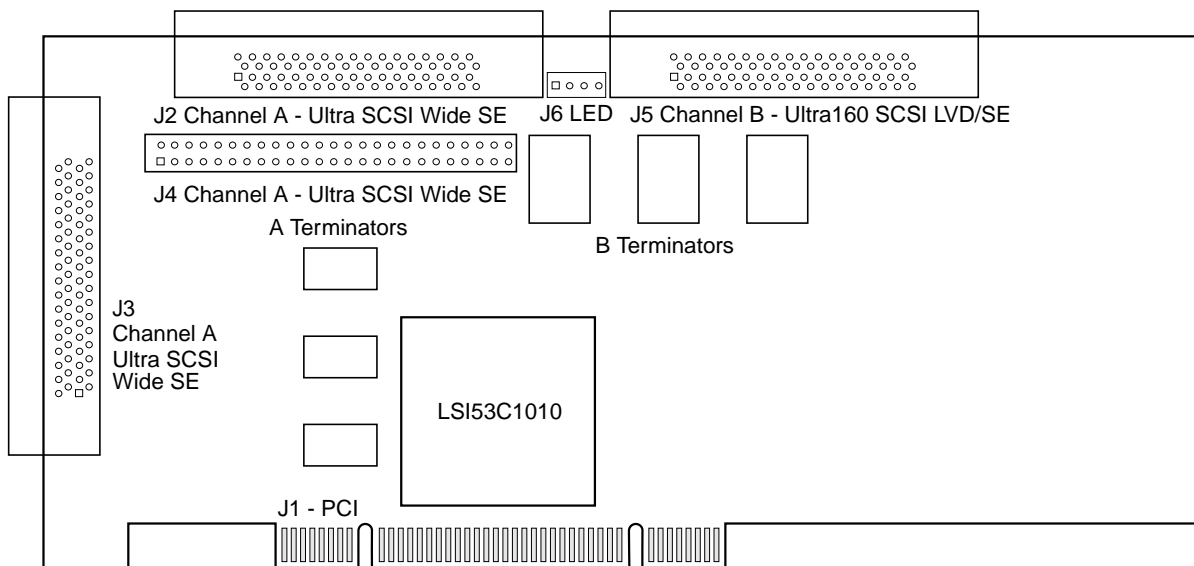 J2 Channel A - Ultra SCSI Wide SE
J6 LED
J5 Channel B - Ultra160 SCSI LVD/SE
J4 Channel A - Ultra SCSI Wide SE
A Terminators
B Terminators
J3
Channel A
Ultra SCSI
Wide SE
LSI53C1010
J1 - PCI